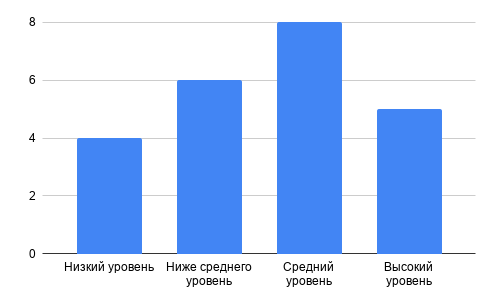 8
6
4
2
0
Низкий уровень
Ниже среднего
уровень
Средний
уровень
Высокий
уровень